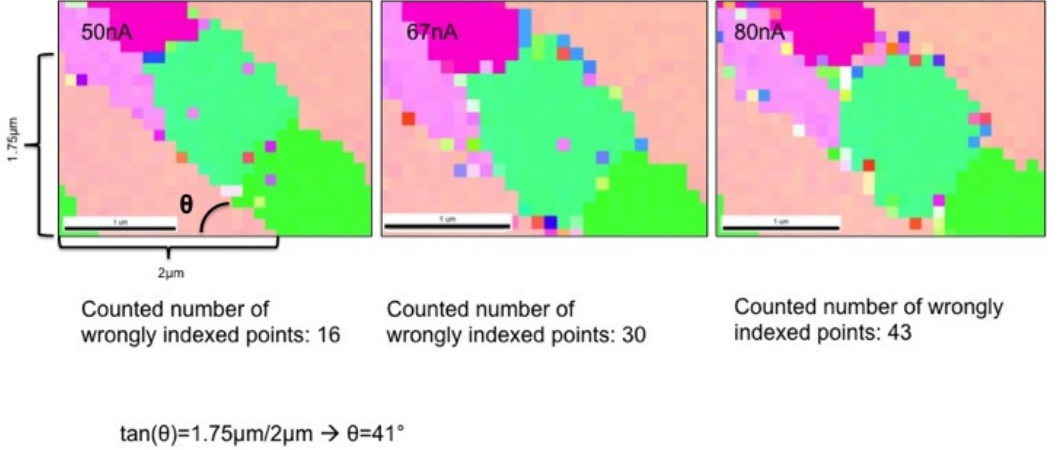 50nA
67nA
80nA
1.75µm
θ
1 um
1 um
1 um
2µm
Counted number of
wrongly indexed points: 16
Counted number of
wrongly indexed points: 30
Counted number of wrongly
indexed points: 43
tan(θ)=1.75µm/2µm → θ=41°